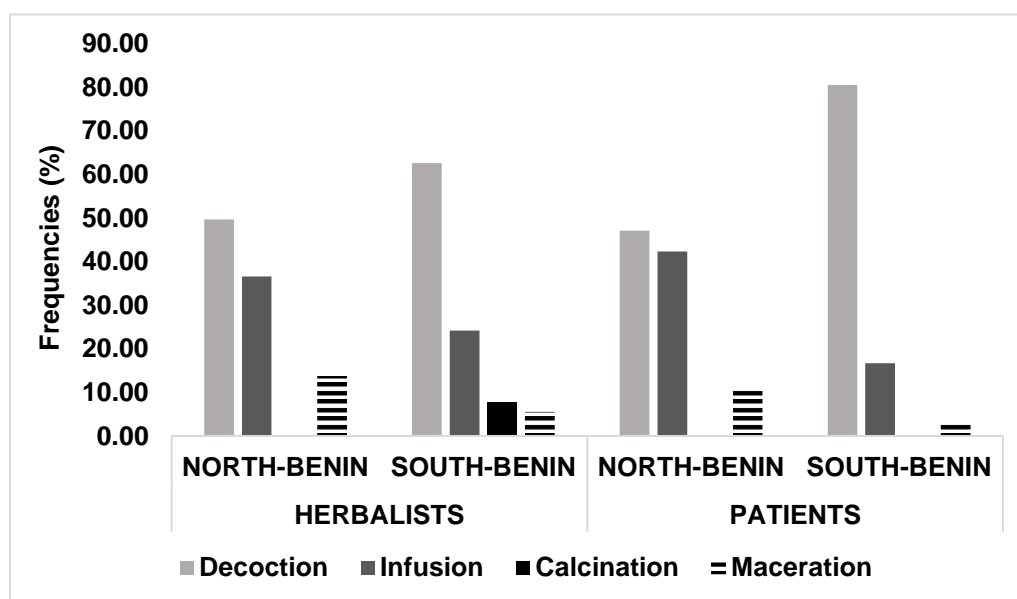 90.00
80.00
70.00
60.00
50.00
40.00
30.00
20.00
10.00
0.00
Frequencies (%)
NORTH-BENIN SOUTH-BENIN NORTH-BENIN SOUTH-BENIN
HERBALISTS PATIENTS
Decoction Infusion Calcination Maceration